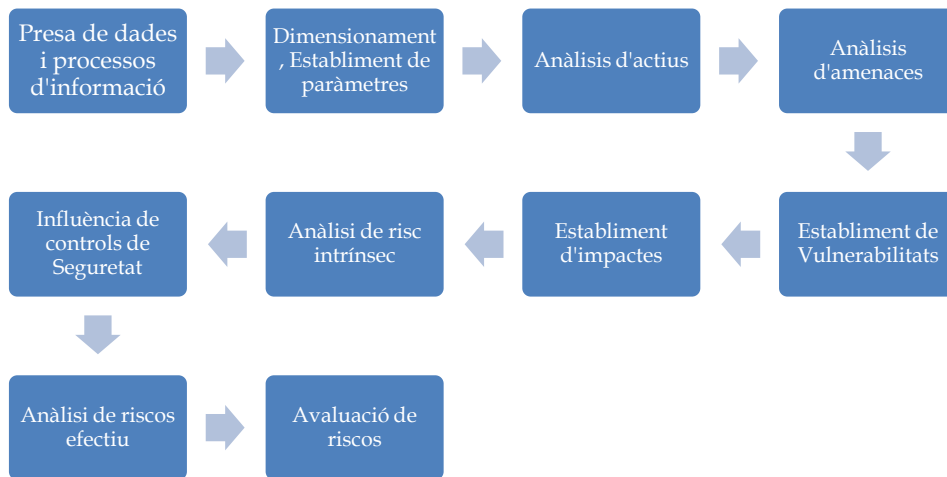 Presa de dades
i processos
d'informació
Dimensionament
, Establiment de
paràmetres
Anàlisis d'actius
Anàlisis
d'amenaces
Establiment de
Vulnerabilitats
Establiment
d'impactes
Anàlisi de risc
intrínsec
Influència de
controls de
Seguretat
Anàlisi de riscos
efectiu
Avaluació de
riscos